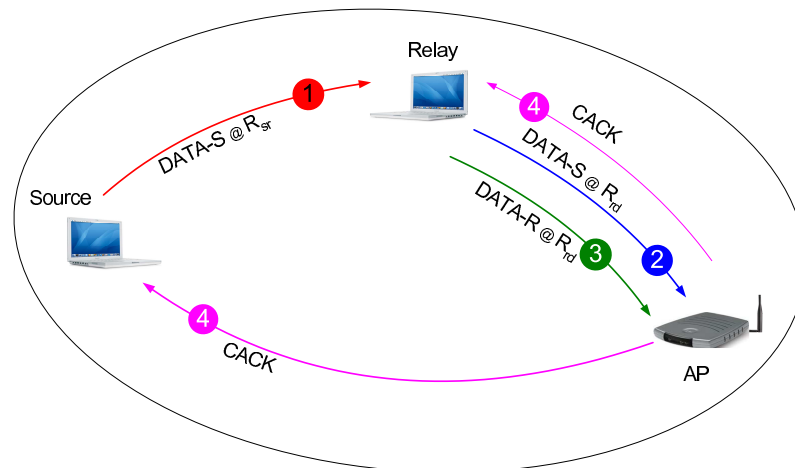 Relay
1
DATA-S @ Rsr
4
CACK
DATA-S @ Rrd
DATA-R @ Rrd
Source
3
2
4
CACK
AP